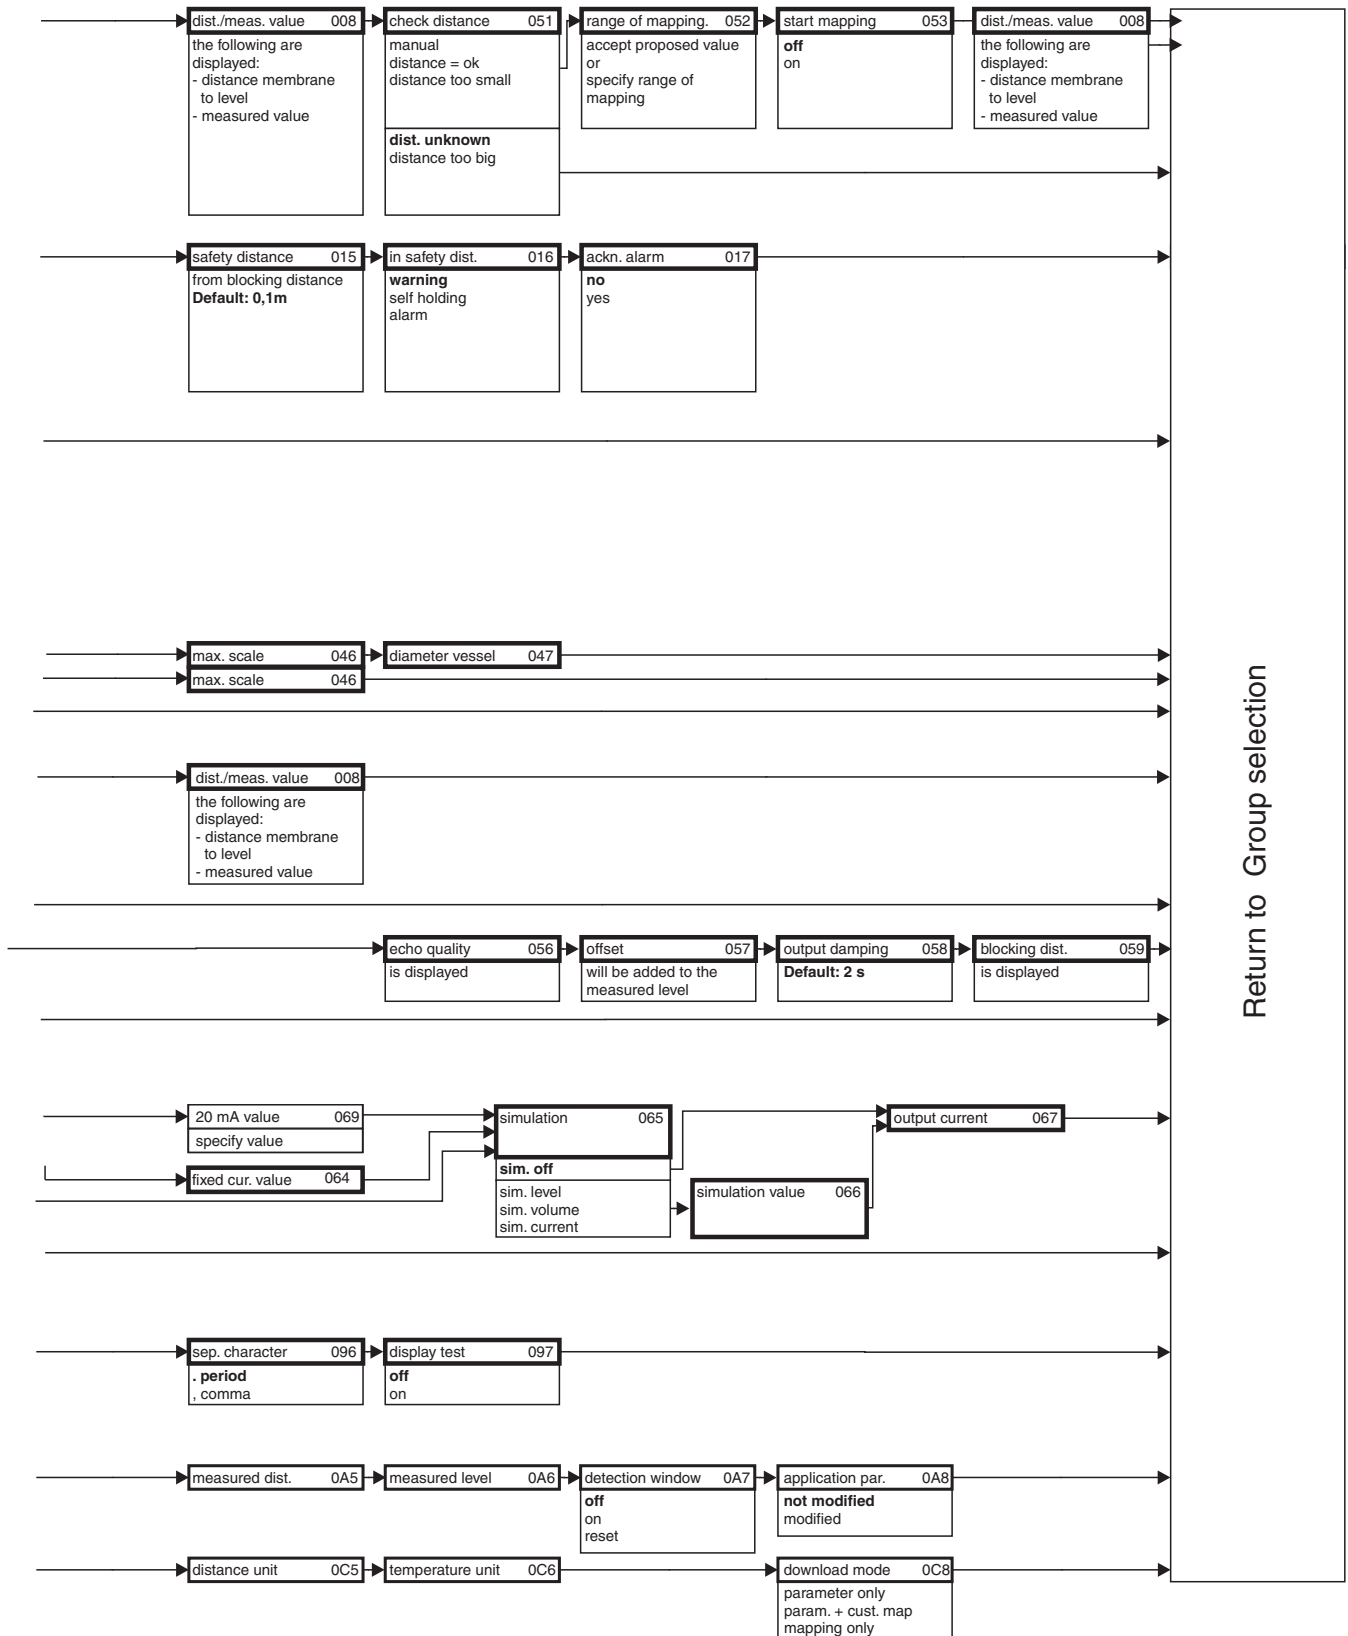 dist./meas. value 008
the following are
displayed:
- distance membrane
to level
- measured value
check distance 051
manual
distance = ok
distance too small
dist. unknown
distance too big
range of mapping. 052
accept proposed value
or
specify range of
mapping
start mapping 053
off
on
dist./meas. value 008
the following are
displayed:
- distance membrane
to level
- measured value
safety distance 015
from blocking distance
Default: 0,1m
in safety dist. 016
warning
self holding
alarm
ackn. alarm 017
no
yes
max. scale 046
diameter vessel 047
max. scale 046
dist./meas. value 008
the following are
displayed:
- distance membrane
to level
- measured value
echo quality 056
is displayed
offset 057
will be added to the
measured level
output damping 058
Default: 2 s
blocking dist. 059
is displayed
20 mA value 069
specify value
fixed cur. value 064
simulation 065
sim. off
sim. level
sim. volume
sim. current
simulation value 066
output current 067
sep. character 096
. period
, comma
display test 097
off
on
measured dist. 0A5
measured level 0A6
detection window 0A7
off
on
reset
application par. 0A8
not modified
modified
distance unit 0C5
temperature unit 0C6
download mode 0C8
parameter only
param. + cust. map
mapping only
Return to Group selection